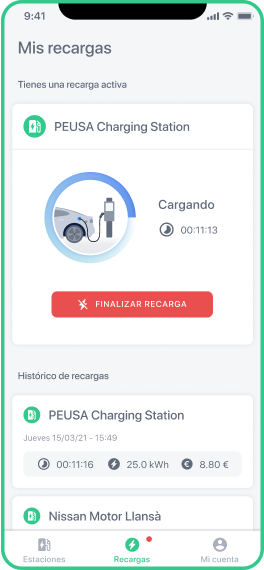 9:41
Mis recargas
Tienes una recarga activa
PEUSA Charging Station
Cargando
00:11:13
FINALIZAR RECARGA
Histórico de recargas
PEUSA Charging Station
Jueves 15/03/21 - 15:49
00:11:16 25.0 kWh € 8.80 €
Nissan Motor Llansà
Estaciones Recargas Mi cuenta